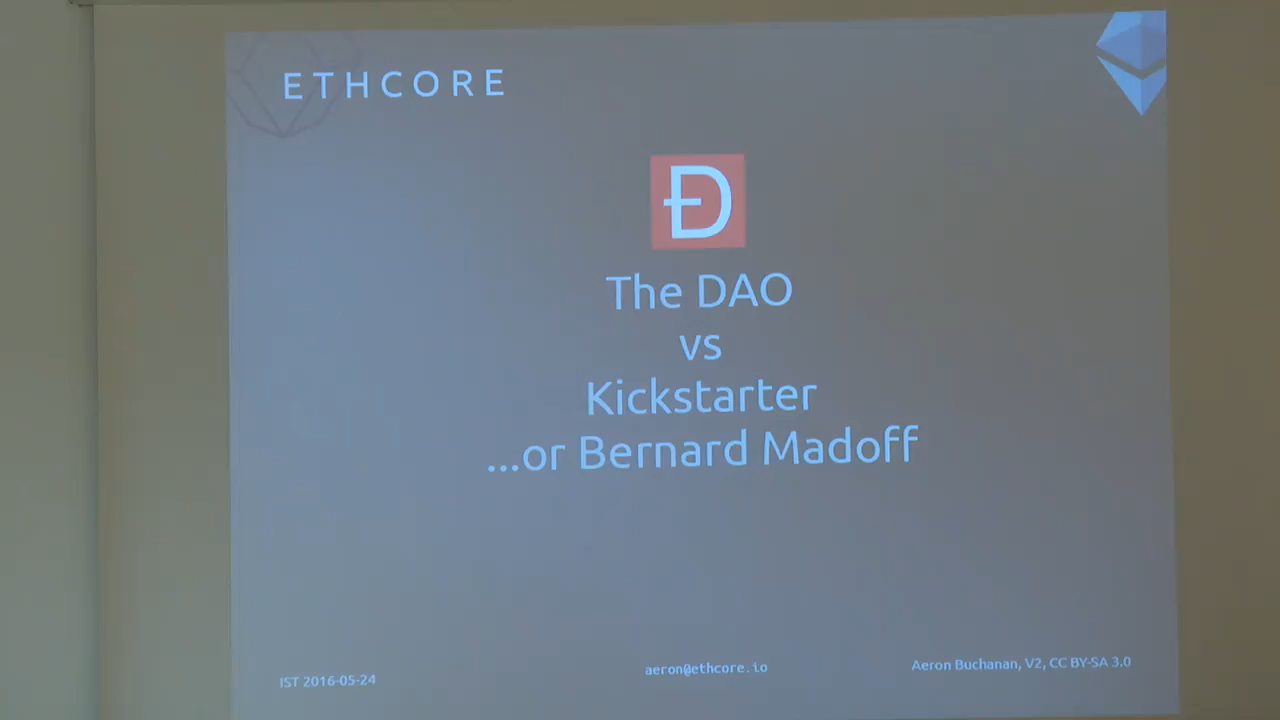 ETHCORE
Đ
The DAO
vs
Kickstarter
...or Bernard Madoff
IST 2016-05-24
aeron@ethcore.io
Aeron Buchanan, V2, CC BY-SA 3.0